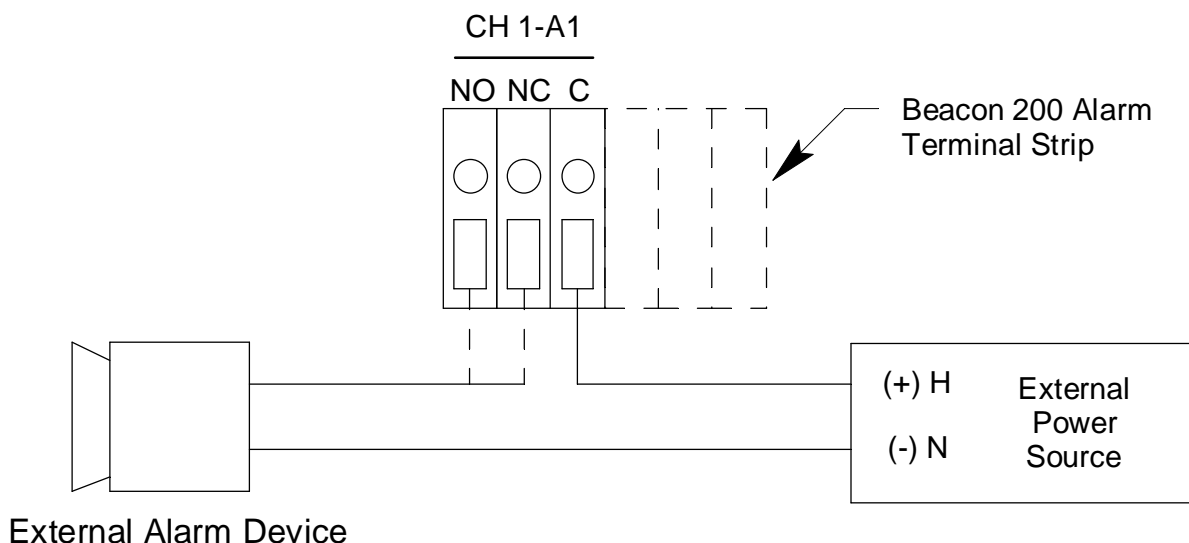 CH 1-A1
NO NC C
Beacon 200 Alarm
Terminal Strip
(+) H
(-) N
External
Power
Source
External Alarm Device